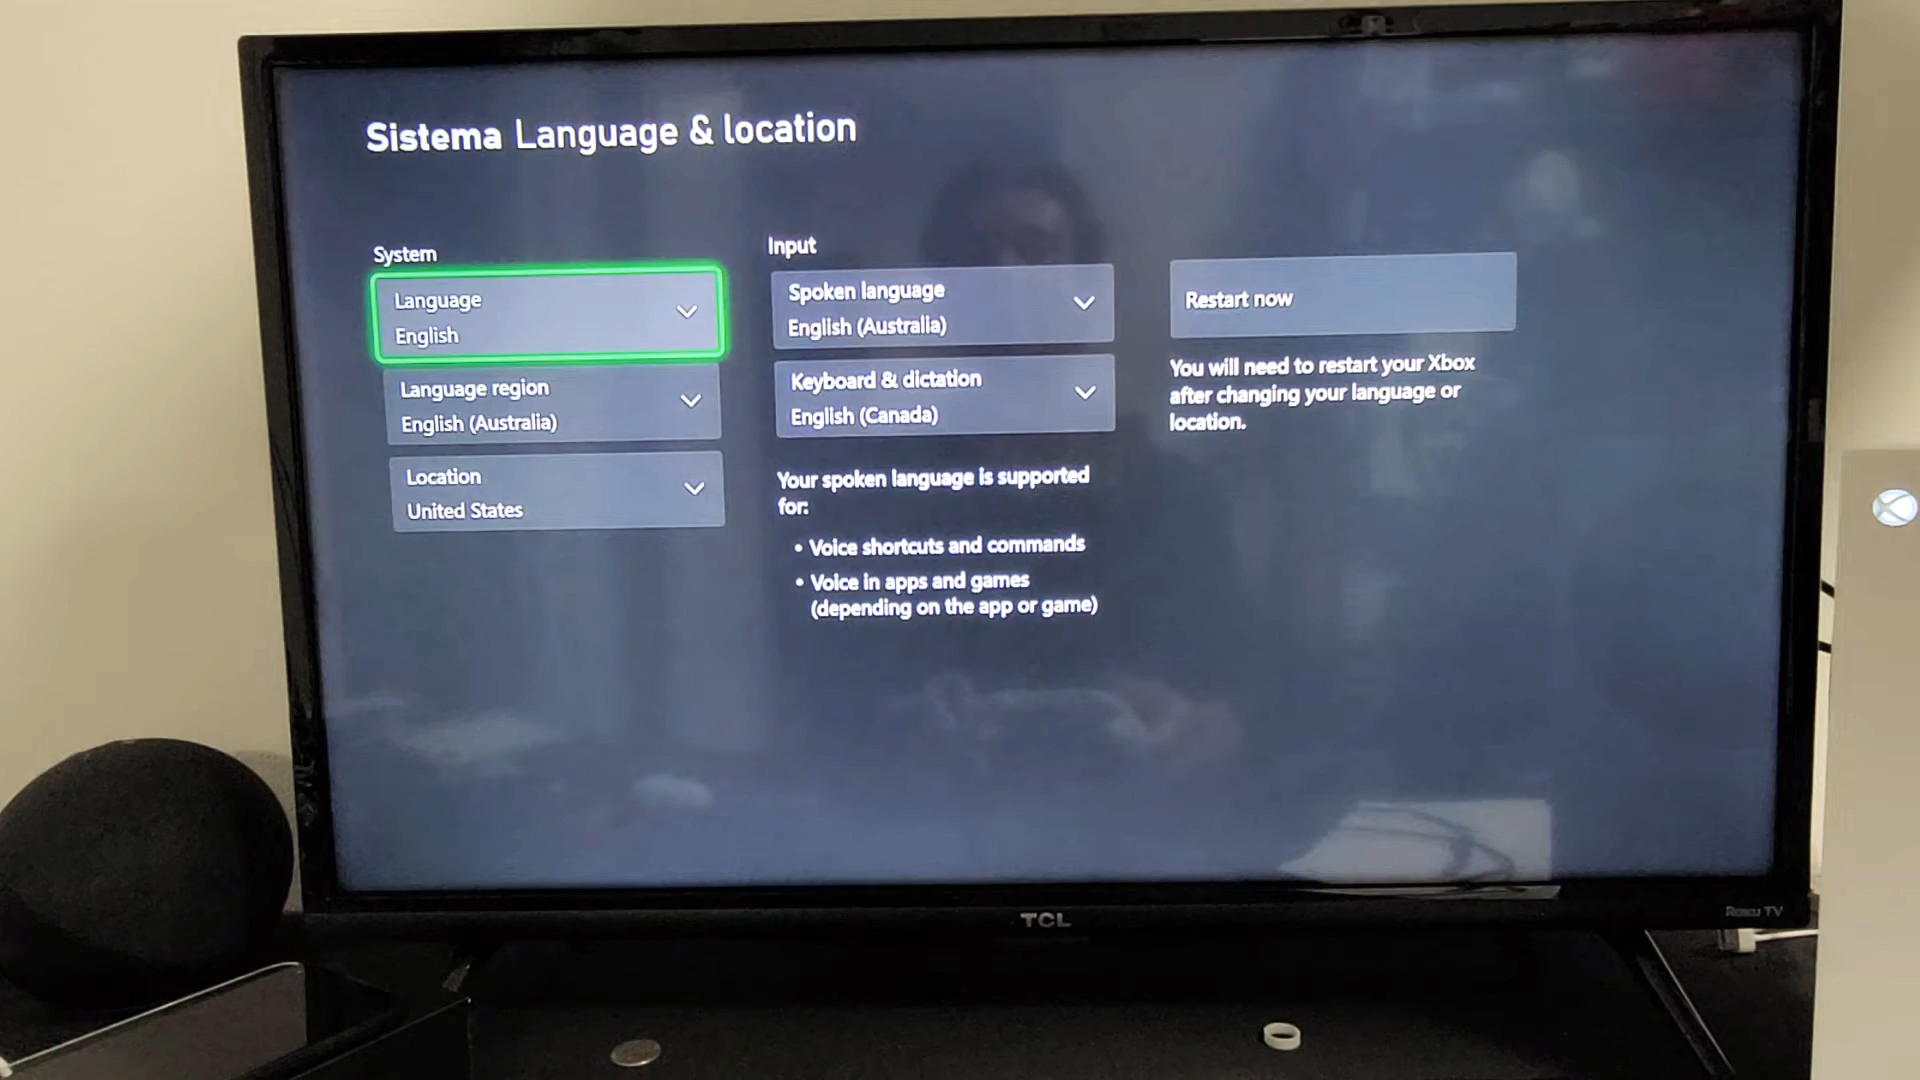 Sistema Language & location
System
Language
English
Language region
English (Australia)
Location
United States
Input
Spoken language
English (Australia)
Keyboard & dictation
English (Canada)
Your spoken language is supported
for:
• Voice shortcuts and commands
• Voice in apps and games
(depending on the app or game)
Restart now
You will need to restart your Xbox
after changing your language or
location.
TCL
Roku TV